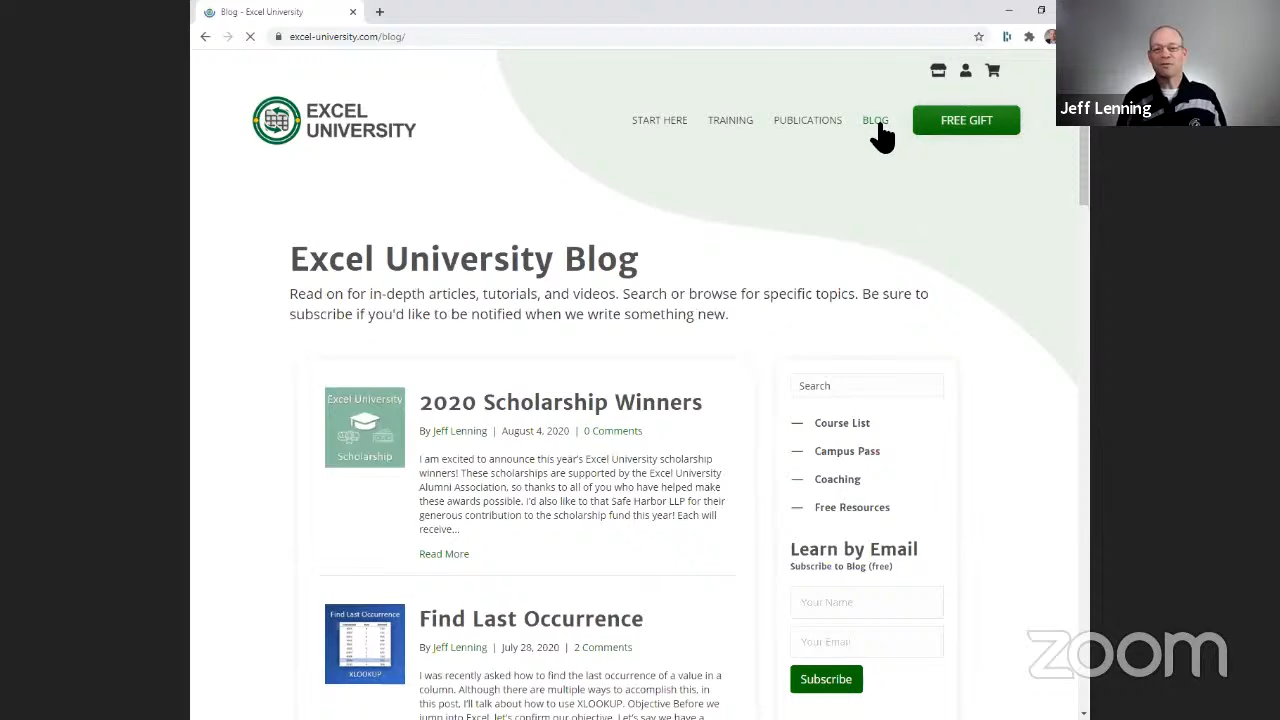 Blog - Excel University
excel-university.com/blog/
Jeff Lenning
EXCEL
UNIVERSITY
START HERE TRAINING PUBLICATIONS BLOG FREE GIFT
Excel University Blog
Read on for in-depth articles, tutorials, and videos. Search or browse for specific topics. Be sure to
subscribe if you'd like to be notified when we write something new.
Excel University
Scholarship
2020 Scholarship Winners
By Jeff Lenning | August 4, 2020 | 0 Comments
I am excited to announce this year's Excel University scholarship
winners! These scholarships are supported by the Excel University
Alumni Association, so thanks to all of you who have helped make
these awards possible. I'd also like to that Safe Harbor LLP for their
generous contribution to the scholarship fund this year! Each will
receive...
Read More
Find Last Occurrence
XLOOKUP
Find Last Occurrence
By Jeff Lenning | July 28, 2020 | 2 Comments
I was recently asked how to find the last occurrence of a value in a
column. Although there are multiple ways to accomplish this, in
this post, I'll talk about how to use XLOOKUP. Objective Before we
jump into Excel, let's confirm our objective. Let's say we have a
Search
Course List
Campus Pass
Coaching
Free Resources
Learn by Email
Subscribe to Blog (free)
Your Name
Your Email
Subscribe
zoom